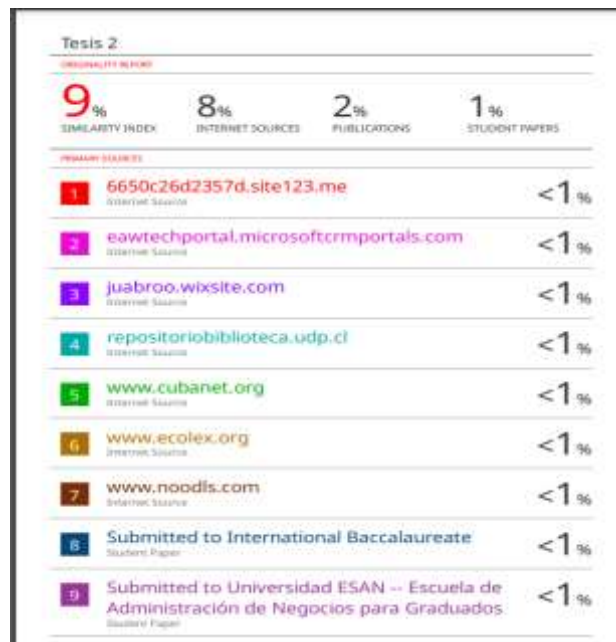 Tesis 2
ORIGINALITY REPORT
9%
SIMILARITY INDEX
8%
INTERNET SOURCES
2%
PUBLICATIONS
1%
STUDENT PAPERS
PRIMARY SOURCES
1
6650c26d2357d.site123.me
Internet Source
<1%
2
eawtechportal.microsoftcrmportals.com
Internet Source
<1%
3
juabroo.wixsite.com
Internet Source
<1%
4
repositoriobiblioteca.udp.cl
Internet Source
<1%
5
www.cubanet.org
Internet Source
<1%
6
www.ecolex.org
Internet Source
<1%
7
www.noodls.com
Internet Source
<1%
8
Submitted to International Baccalaureate
Student Paper
<1%
9
Submitted to Universidad ESAN -- Escuela de
Administración de Negocios para Graduados
Student Paper
<1%